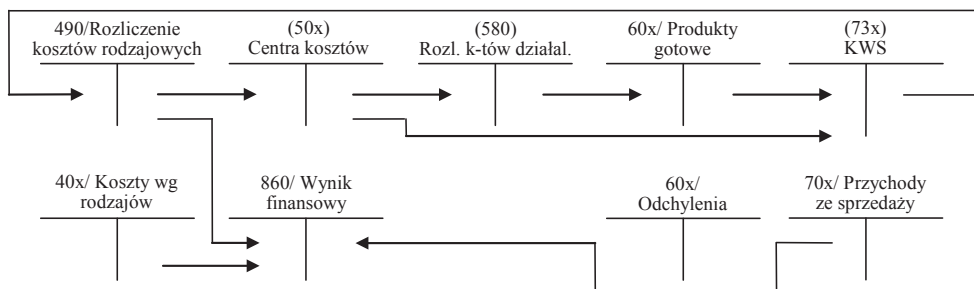 490/Rozliczenie
kosztów rodzajowych
(50x)
Centra kosztów
(580)
Rozl. k-tów działal.
60x/ Produkty
gotowe
(73x)
KWS
40x/ Koszty wg
rodzajów
860/ Wynik
finansowy
60x/
Odchylenia
70x/ Przychody
ze sprzedaży